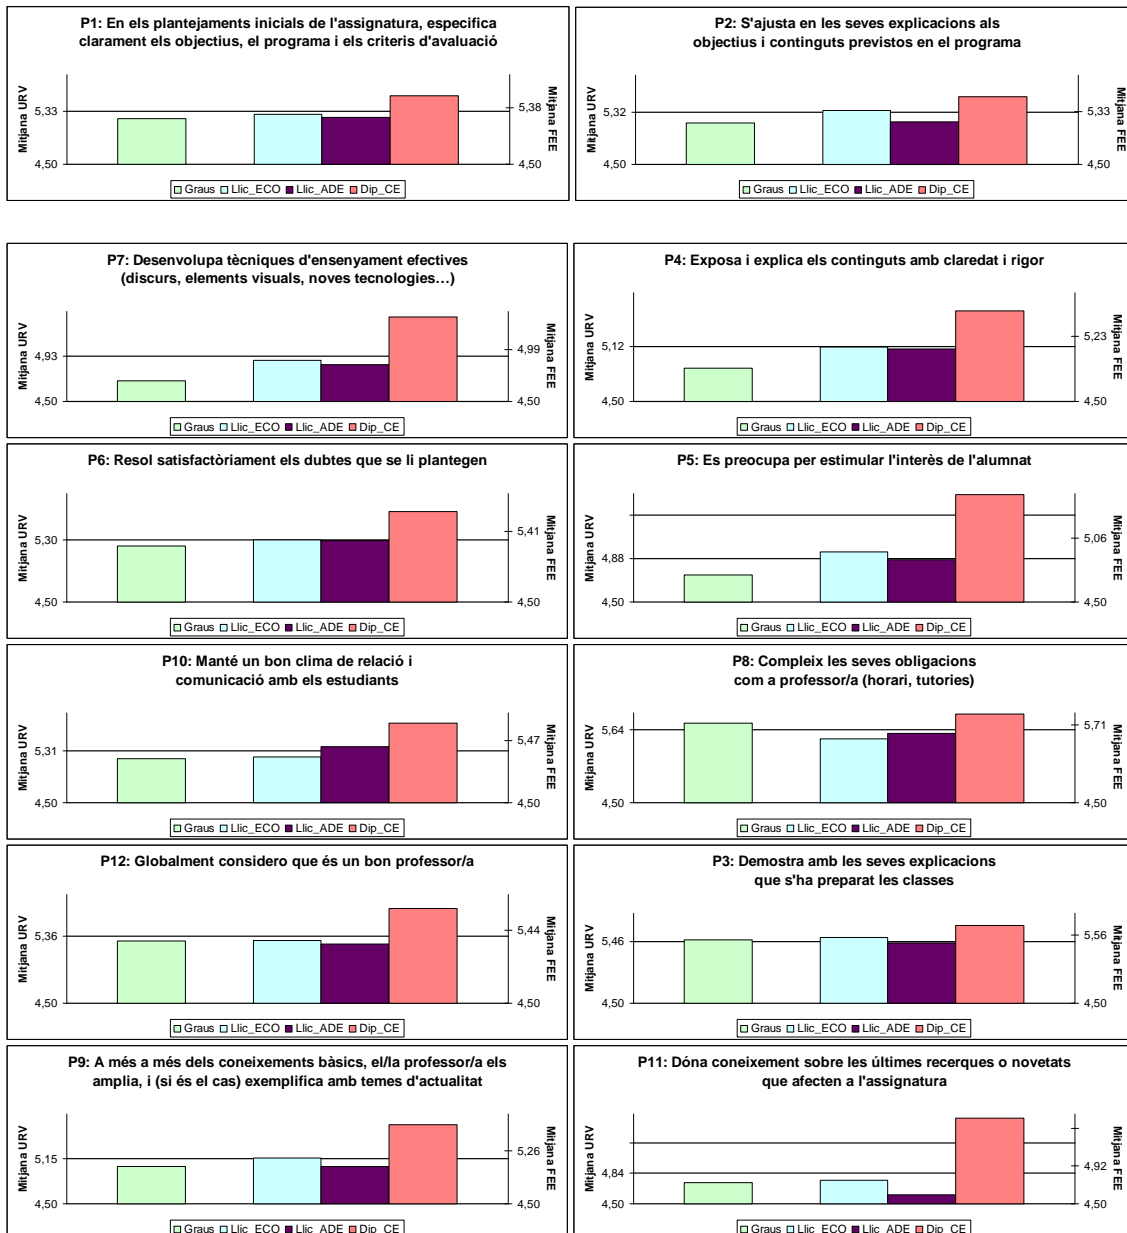 P1: En els plantejaments inicials de l'assignatura, especifica
clarament els objectius, el programa i els criteris d'avaluació
Mitjana URV
5,33
4,50
5,38
4,50
Mitjana FEE
Graus Llic_ECO Llic_ADE Dip_CE
P2: S'ajusta en les seves explicacions als
objectius i continguts previstos en el programa
Mitjana URV
5,32
4,50
5,33
4,50
Mitjana FEE
Graus Llic_ECO Llic_ADE Dip_CE
P7: Desenvolupa tècniques d'ensenyament efectives
(discurs, elements visuals, noves tecnologies…)
Mitjana URV
4,93
4,50
4,99
4,50
Mitjana FEE
Graus Llic_ECO Llic_ADE Dip_CE
P4: Exposa i explica els continguts amb claredat i rigor
Mitjana URV
5,12
4,50
5,23
4,50
Mitjana FEE
Graus Llic_ECO Llic_ADE Dip_CE
P6: Resol satisfactòriament els dubtes que se li plantegen
Mitjana URV
5,30
4,50
5,41
4,50
Mitjana FEE
Graus Llic_ECO Llic_ADE Dip_CE
P5: Es preocupa per estimular l'interès de l'alumnat
Mitjana URV
4,88
4,50
5,06
4,50
Mitjana FEE
Graus Llic_ECO Llic_ADE Dip_CE
P10: Manté un bon clima de relació i
comunicació amb els estudiants
Mitjana URV
5,31
4,50
5,47
4,50
Mitjana FEE
Graus Llic_ECO Llic_ADE Dip_CE
P8: Compleix les seves obligacions
com a professor/a (horari, tutories)
Mitjana URV
5,64
4,50
5,71
4,50
Mitjana FEE
Graus Llic_ECO Llic_ADE Dip_CE
P12: Globalment considero que és un bon professor/a
Mitjana URV
5,36
4,50
5,44
4,50
Mitjana FEE
Graus Llic_ECO Llic_ADE Dip_CE
P3: Demostra amb les seves explicacions
que s'ha preparat les classes
Mitjana URV
5,46
4,50
5,56
4,50
Mitjana FEE
Graus Llic_ECO Llic_ADE Dip_CE
P9: A més a més dels coneixements bàsics, el/la professor/a els
amplia, i (si és el cas) exemplifica amb temes d'actualitat
Mitjana URV
5,15
4,50
5,26
4,50
Mitjana FEE
Graus Llic_ECO Llic_ADE Dip_CE
P11: Dóna coneixement sobre les últimes recerques o novetats
que afecten a l'assignatura
Mitjana URV
4,84
4,50
4,92
4,50
Mitjana FEE
Graus Llic_ECO Llic_ADE Dip_CE